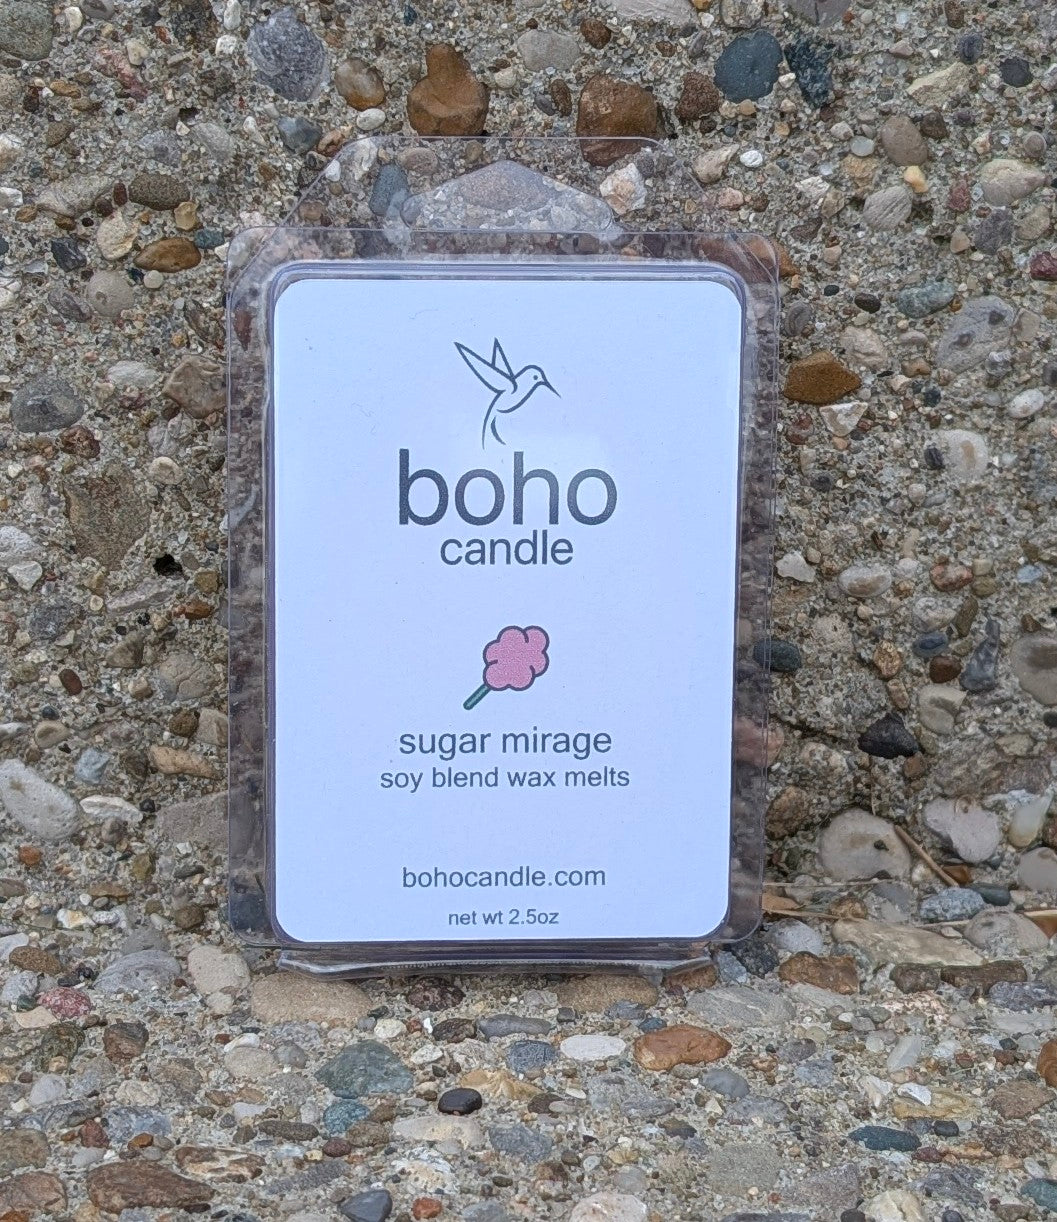 boho
candle
sugar mirage
soy blend wax melts
bohocandle.com
net wt 2.5oz